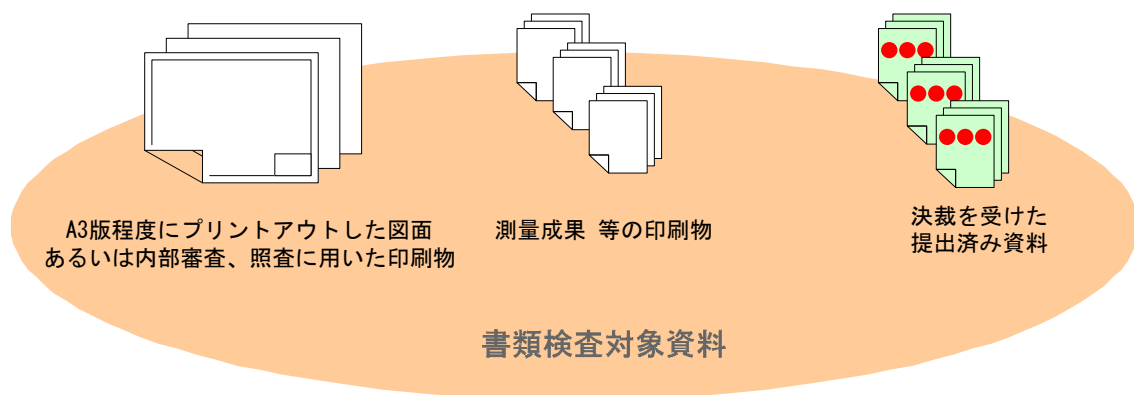 A3版程度にプリントアウトした図面
あるいは内部審査、照査に用いた印刷物
測量成果 等の印刷物
決裁を受けた
提出済み資料
書類検査対象資料